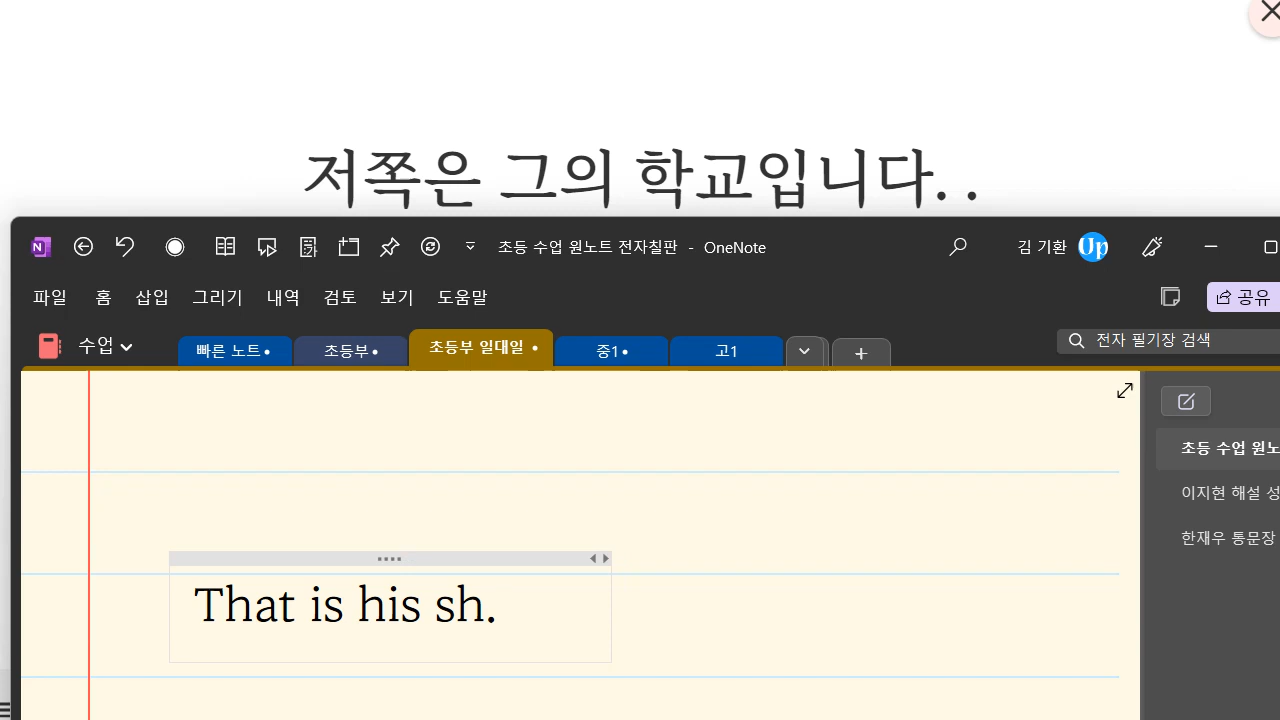 저쪽은 그의 학교입니다. .
초등 수업 원노트 전자칠판 - OneNote
김 기환
Up
파일 홈 삽입 그리기 내역 검토 보기 도움말
공유
수업
빠른 노트• 초등부• 초등부 일대일 • 중1• 고1
전자 필기장 검색
초등 수업 원노
이지현 해설 성
한재우 통문장
That is his sh.